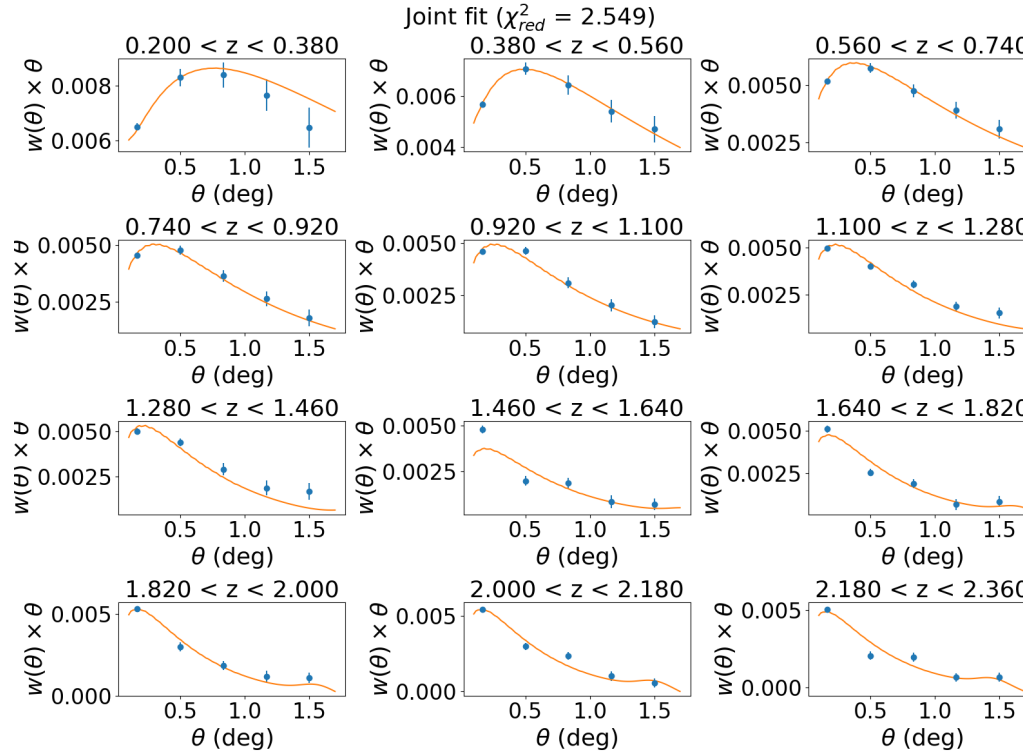 Joint fit (χ²_red = 2.549)
0.200 < z < 0.380
0.380 < z < 0.560
0.560 < z < 0.740
w(θ) × θ
0.008
0.006
0.5 1.0 1.5
θ (deg)
w(θ) × θ
0.006
0.004
0.5 1.0 1.5
θ (deg)
w(θ) × θ
0.0050
0.0025
0.5 1.0 1.5
θ (deg)
0.740 < z < 0.920
0.920 < z < 1.100
1.100 < z < 1.280
w(θ) × θ
0.0050
0.0025
0.5 1.0 1.5
θ (deg)
w(θ) × θ
0.0050
0.0025
0.5 1.0 1.5
θ (deg)
w(θ) × θ
0.0050
0.0025
0.5 1.0 1.5
θ (deg)
1.280 < z < 1.460
1.460 < z < 1.640
1.640 < z < 1.820
w(θ) × θ
0.0050
0.0025
0.5 1.0 1.5
θ (deg)
w(θ) × θ
0.0050
0.0025
0.5 1.0 1.5
θ (deg)
w(θ) × θ
0.0050
0.0025
0.5 1.0 1.5
θ (deg)
1.820 < z < 2.000
2.000 < z < 2.180
2.180 < z < 2.360
w(θ) × θ
0.005
0.000
0.5 1.0 1.5
θ (deg)
w(θ) × θ
0.005
0.000
0.5 1.0 1.5
θ (deg)
w(θ) × θ
0.005
0.000
0.5 1.0 1.5
θ (deg)